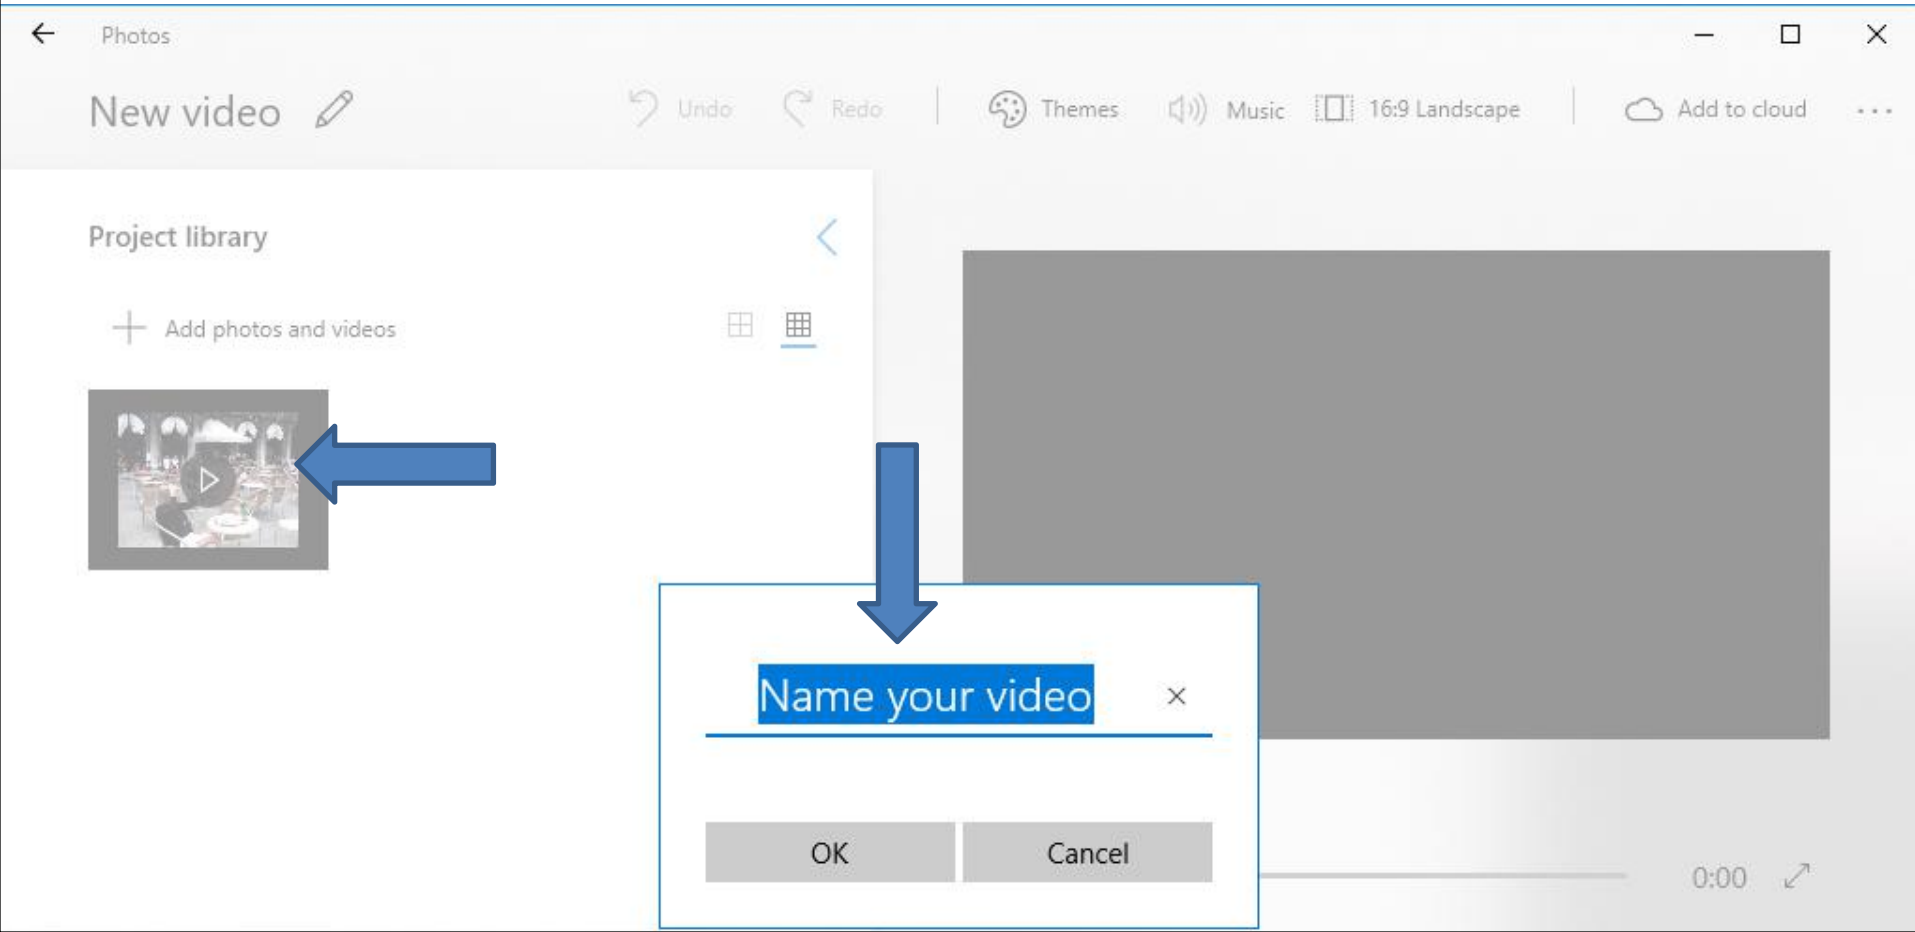 Photos
New video
Undo
Redo
Themes
Music
16:9 Landscape
Add to cloud
Project library
Add photos and videos
Name your video
OK
Cancel
0:00